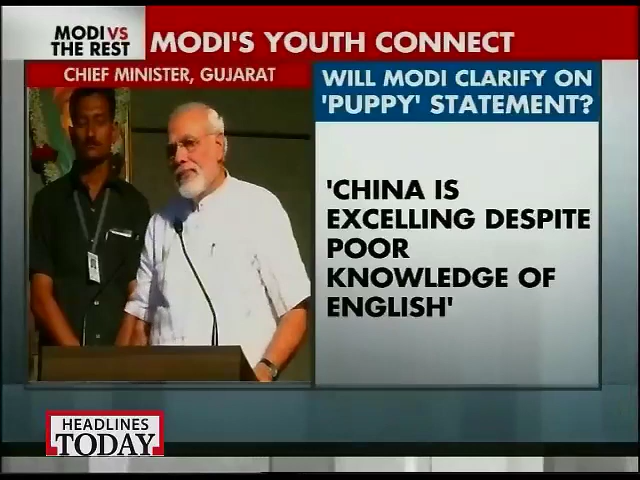 MODI VS
THE REST
MODI'S YOUTH CONNECT
CHIEF MINISTER, GUJARAT
WILL MODI CLARIFY ON
'PUPPY' STATEMENT?
'CHINA IS
EXCELLING DESPITE
POOR
KNOWLEDGE OF
ENGLISH'
HEADLINES
TODAY